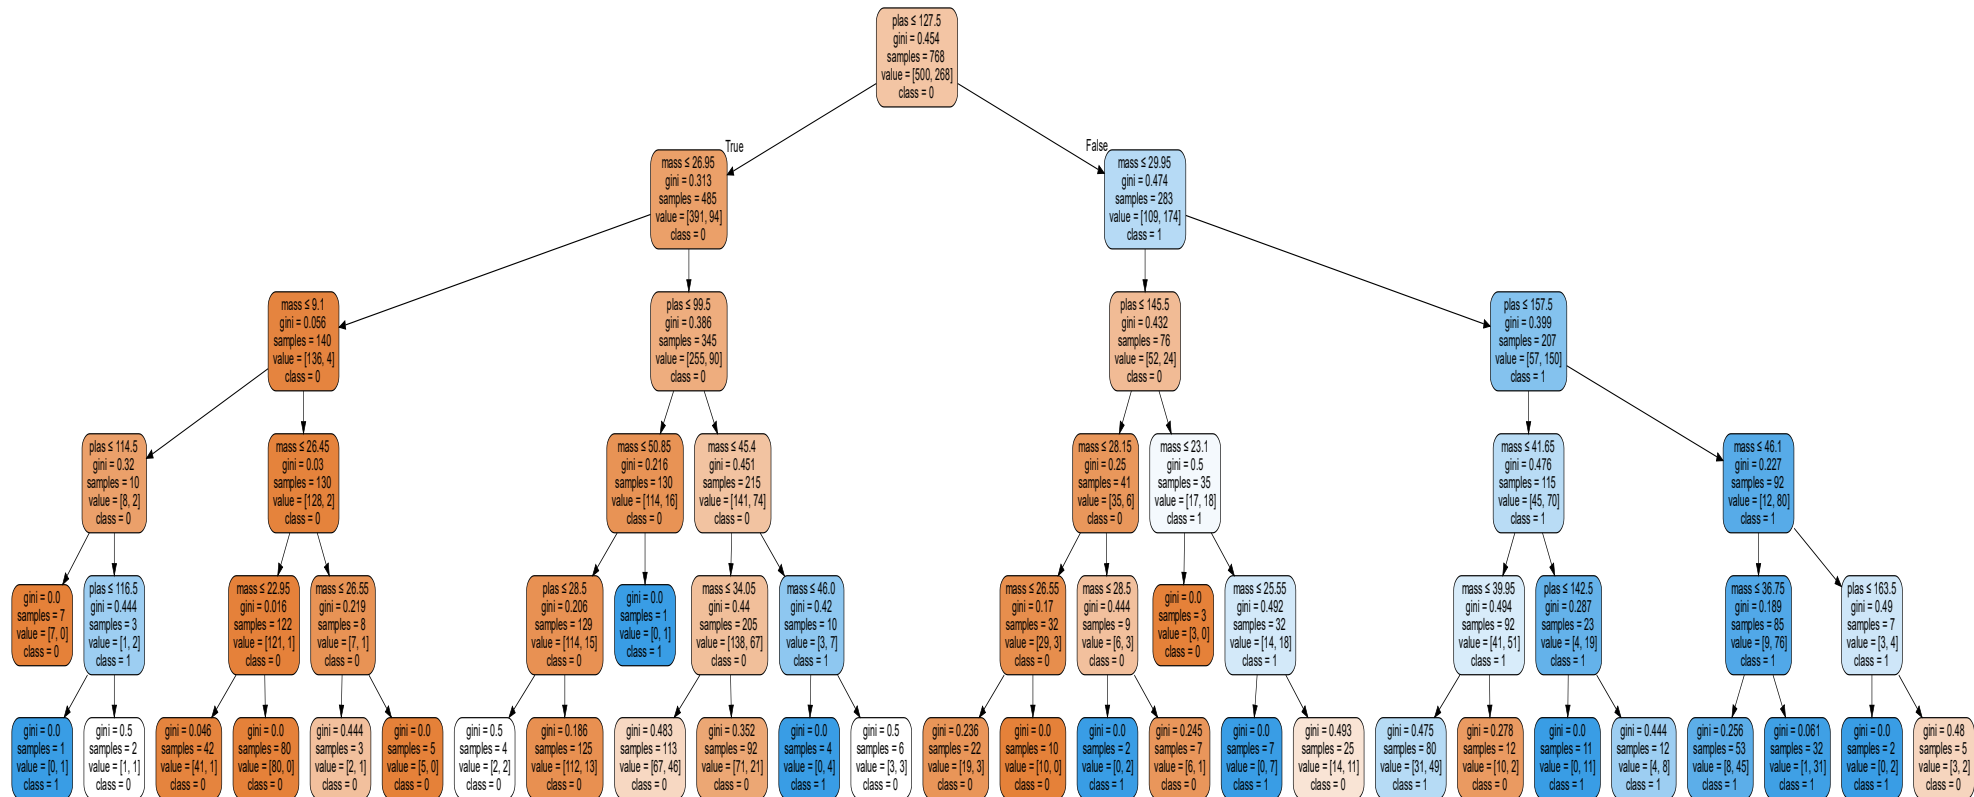 plas ≤ 127.5
gini = 0.454
samples = 768
value = [500, 268]
class = 0
True
False
mass ≤ 26.95
gini = 0.313
samples = 485
value = [391, 94]
class = 0
mass ≤ 29.95
gini = 0.474
samples = 283
value = [109, 174]
class = 1
mass ≤ 9.1
gini = 0.056
samples = 140
value = [136, 4]
class = 0
plas ≤ 99.5
gini = 0.386
samples = 345
value = [255, 90]
class = 0
plas ≤ 145.5
gini = 0.432
samples = 76
value = [52, 24]
class = 0
plas ≤ 157.5
gini = 0.399
samples = 207
value = [57, 150]
class = 1
plas ≤ 114.5
gini = 0.32
samples = 10
value = [8, 2]
class = 0
mass ≤ 26.45
gini = 0.03
samples = 130
value = [128, 2]
class = 0
mass ≤ 50.85
gini = 0.216
samples = 130
value = [114, 16]
class = 0
mass ≤ 45.4
gini = 0.451
samples = 215
value = [141, 74]
class = 0
mass ≤ 28.15
gini = 0.25
samples = 41
value = [35, 6]
class = 0
mass ≤ 23.1
gini = 0.5
samples = 35
value = [17, 18]
class = 1
mass ≤ 41.65
gini = 0.476
samples = 115
value = [45, 70]
class = 1
mass ≤ 46.1
gini = 0.227
samples = 92
value = [12, 80]
class = 1
gini = 0.0
samples = 7
value = [7, 0]
class = 0
plas ≤ 116.5
gini = 0.444
samples = 3
value = [1, 2]
class = 1
mass ≤ 22.95
gini = 0.016
samples = 122
value = [121, 1]
class = 0
mass ≤ 26.55
gini = 0.219
samples = 8
value = [7, 1]
class = 0
plas ≤ 28.5
gini = 0.206
samples = 129
value = [114, 15]
class = 0
gini = 0.0
samples = 1
value = [0, 1]
class = 1
mass ≤ 34.05
gini = 0.44
samples = 205
value = [138, 67]
class = 0
mass ≤ 46.0
gini = 0.42
samples = 10
value = [3, 7]
class = 1
mass ≤ 26.55
gini = 0.17
samples = 32
value = [29, 3]
class = 0
mass ≤ 28.5
gini = 0.444
samples = 9
value = [6, 3]
class = 0
gini = 0.0
samples = 3
value = [3, 0]
class = 0
mass ≤ 25.55
gini = 0.492
samples = 32
value = [14, 18]
class = 1
mass ≤ 39.95
gini = 0.494
samples = 92
value = [41, 51]
class = 1
plas ≤ 142.5
gini = 0.287
samples = 23
value = [4, 19]
class = 1
mass ≤ 36.75
gini = 0.189
samples = 85
value = [9, 76]
class = 1
plas ≤ 163.5
gini = 0.49
samples = 7
value = [3, 4]
class = 1
gini = 0.0
samples = 1
value = [0, 1]
class = 1
gini = 0.5
samples = 2
value = [1, 1]
class = 0
gini = 0.046
samples = 42
value = [41, 1]
class = 0
gini = 0.0
samples = 80
value = [80, 0]
class = 0
gini = 0.444
samples = 3
value = [2, 1]
class = 0
gini = 0.0
samples = 5
value = [5, 0]
class = 0
gini = 0.5
samples = 4
value = [2, 2]
class = 0
gini = 0.186
samples = 125
value = [112, 13]
class = 0
gini = 0.483
samples = 113
value = [67, 46]
class = 0
gini = 0.352
samples = 92
value = [71, 21]
class = 0
gini = 0.0
samples = 4
value = [0, 4]
class = 1
gini = 0.5
samples = 6
value = [3, 3]
class = 0
gini = 0.236
samples = 22
value = [19, 3]
class = 0
gini = 0.0
samples = 10
value = [10, 0]
class = 0
gini = 0.0
samples = 2
value = [0, 2]
class = 1
gini = 0.245
samples = 7
value = [6, 1]
class = 0
gini = 0.0
samples = 7
value = [0, 7]
class = 1
gini = 0.493
samples = 25
value = [14, 11]
class = 0
gini = 0.475
samples = 80
value = [31, 49]
class = 1
gini = 0.278
samples = 12
value = [10, 2]
class = 0
gini = 0.0
samples = 11
value = [0, 11]
class = 1
gini = 0.444
samples = 12
value = [4, 8]
class = 1
gini = 0.256
samples = 53
value = [8, 45]
class = 1
gini = 0.061
samples = 32
value = [1, 31]
class = 1
gini = 0.0
samples = 2
value = [0, 2]
class = 1
gini = 0.48
samples = 5
value = [3, 2]
class = 0